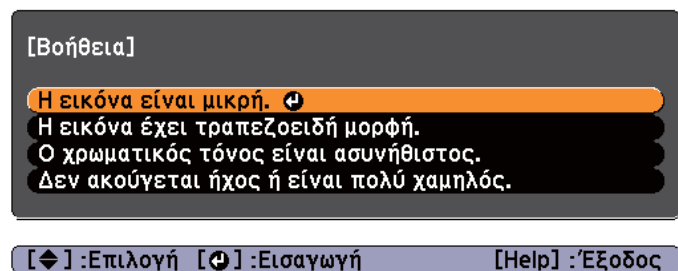 [Βοήθεια]
Η εικόνα είναι μικρή.
Η εικόνα έχει τραπεζοειδή μορφή.
Ο χρωματικός τόνος είναι ασυνήθιστος.
Δεν ακούγεται ήχος ή είναι πολύ χαμηλός.
[◆] :Επιλογή [⏎] :Εισαγωγή [Help] :Έξοδος